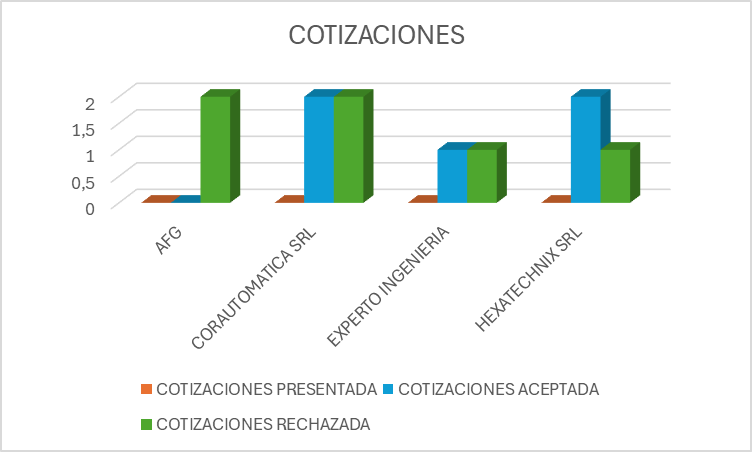 COTIZACIONES
2
1,5
1
0,5
0
AFG
CORAUTOMATICA SRL
EXPERTO INGENIERIA
HEXATECHNIX SRL
COTIZACIONES PRESENTADA
COTIZACIONES ACEPTADA
COTIZACIONES RECHAZADA